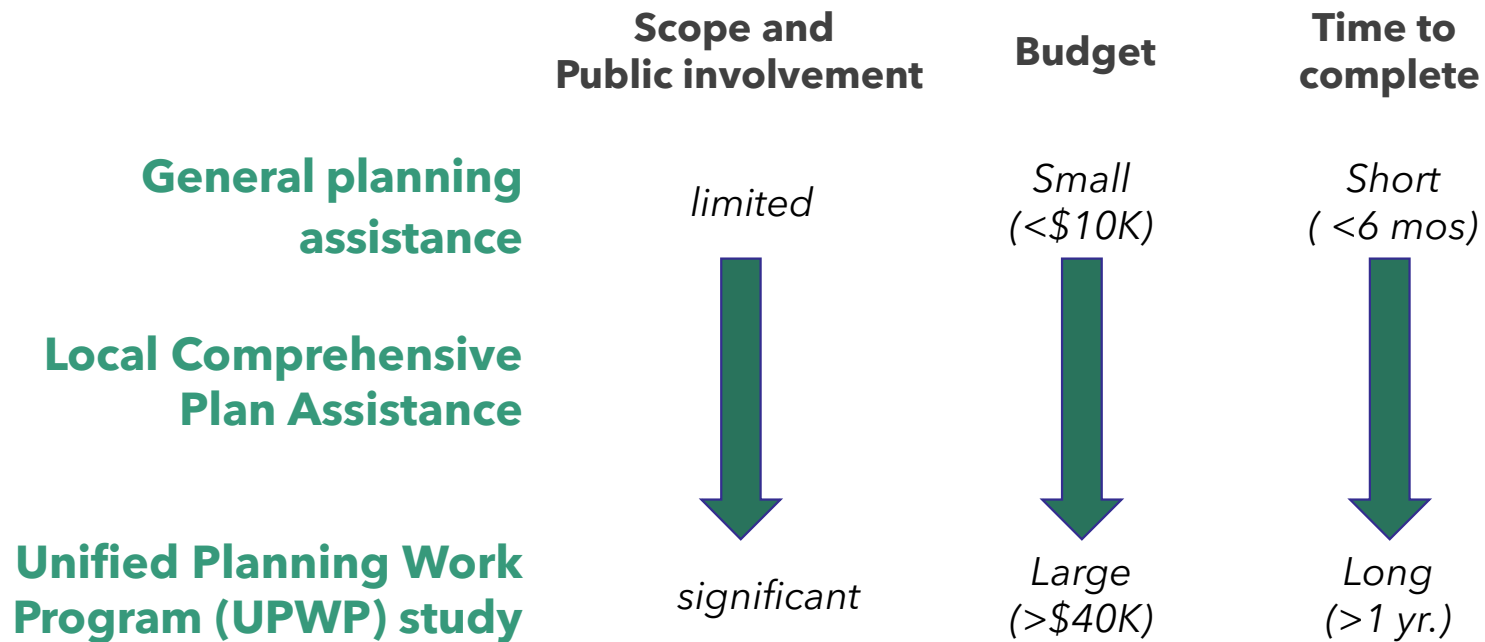 Scope and
Public involvement
Budget
Time to
complete
General planning
assistance
limited
Small
(<$10K)
Short
( <6 mos)
Local Comprehensive
Plan Assistance
Unified Planning Work
Program (UPWP) study
significant
Large
(>$40K)
Long
(>1 yr.)